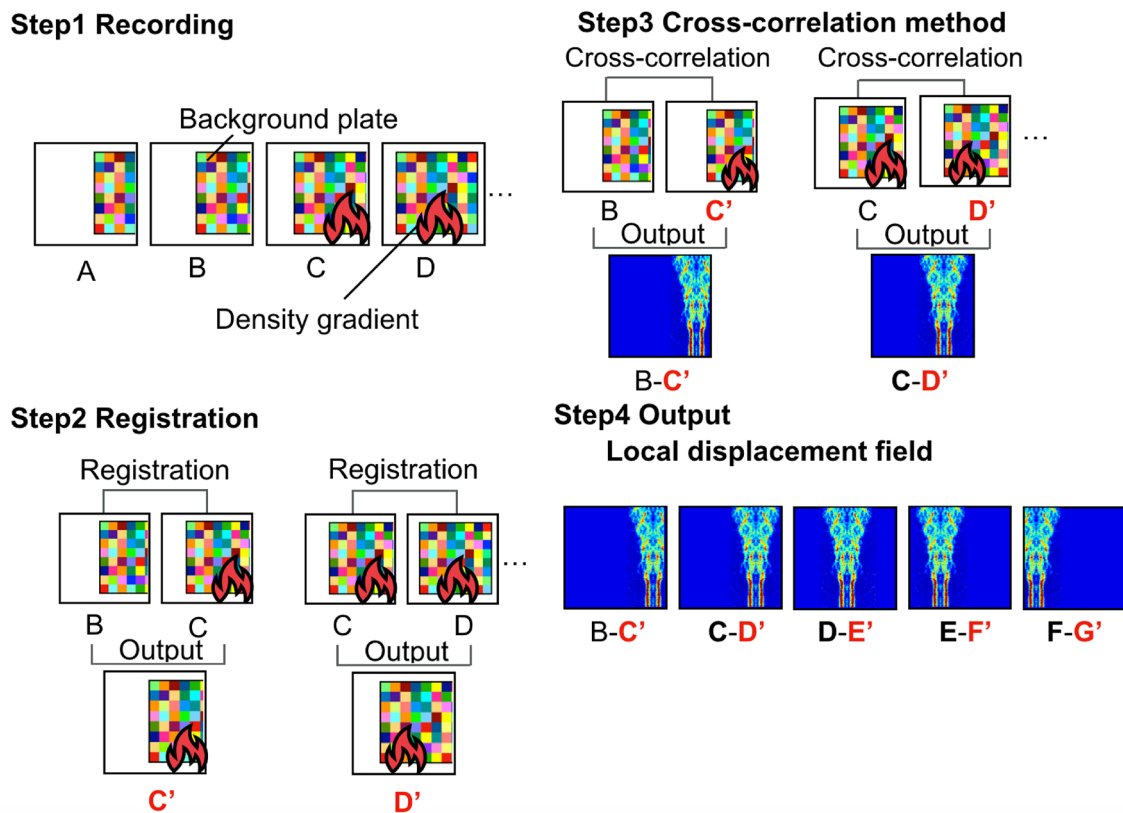 Step1 Recording
Background plate
...
A B C D
Density gradient
Step2 Registration
Registration Registration
...
B C C D
Output Output
C’ D’
Step3 Cross-correlation method
Cross-correlation Cross-correlation
...
B C’ C D’
Output Output
B-C’ C-D’
Step4 Output
Local displacement field
B-C’ C-D’ D-E’ E-F’ F-G’